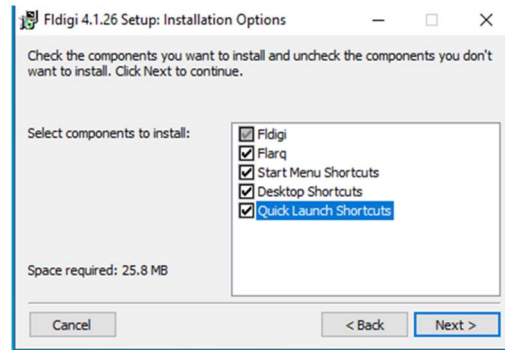 Fldigi 4.1.26 Setup: Installation Options
Check the components you want to install and uncheck the components you don't
want to install. Click Next to continue.
Select components to install:
Fldigi
Flarq
Start Menu Shortcuts
Desktop Shortcuts
Quick Launch Shortcuts
Space required: 25.8 MB
Cancel
< Back
Next >